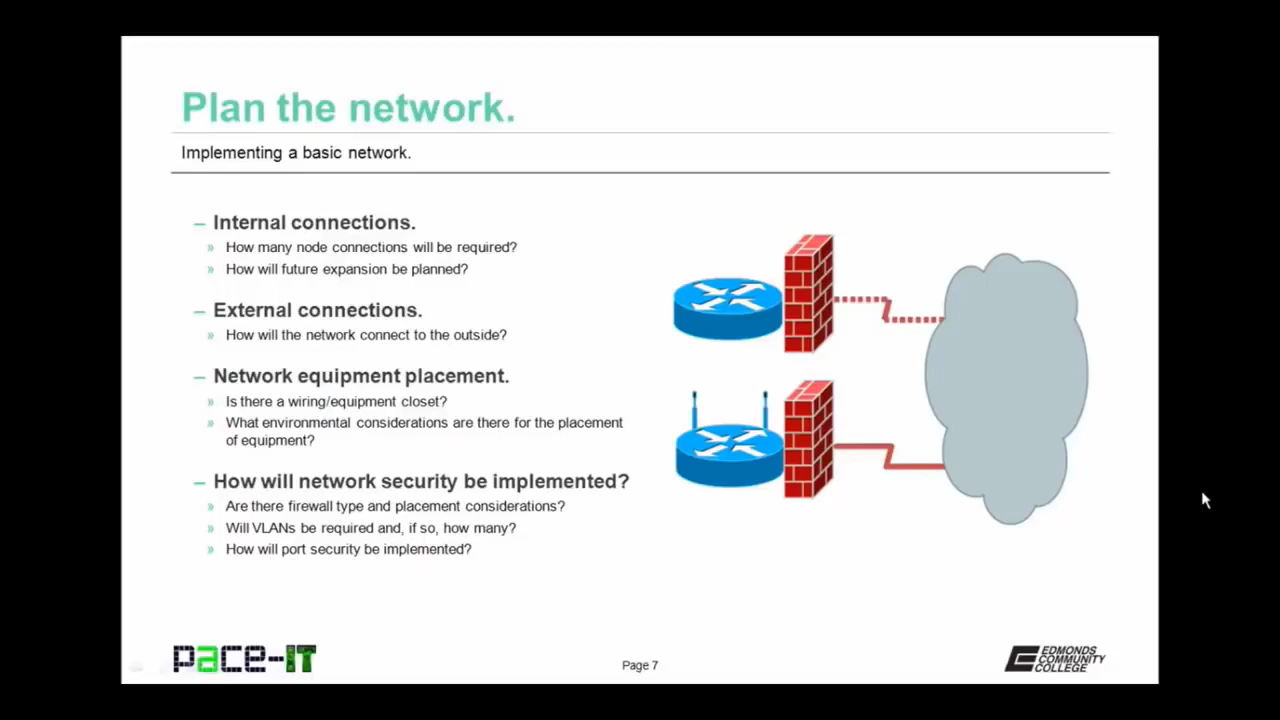 Plan the network.
Implementing a basic network.
– Internal connections.
» How many node connections will be required?
» How will future expansion be planned?
– External connections.
» How will the network connect to the outside?
– Network equipment placement.
» Is there a wiring/equipment closet?
» What environmental considerations are there for the placement
of equipment?
– How will network security be implemented?
» Are there firewall type and placement considerations?
» Will VLANs be required and, if so, how many?
» How will port security be implemented?
pace-IT
Page 7
EDMONDS
COMMUNITY
COLLEGE